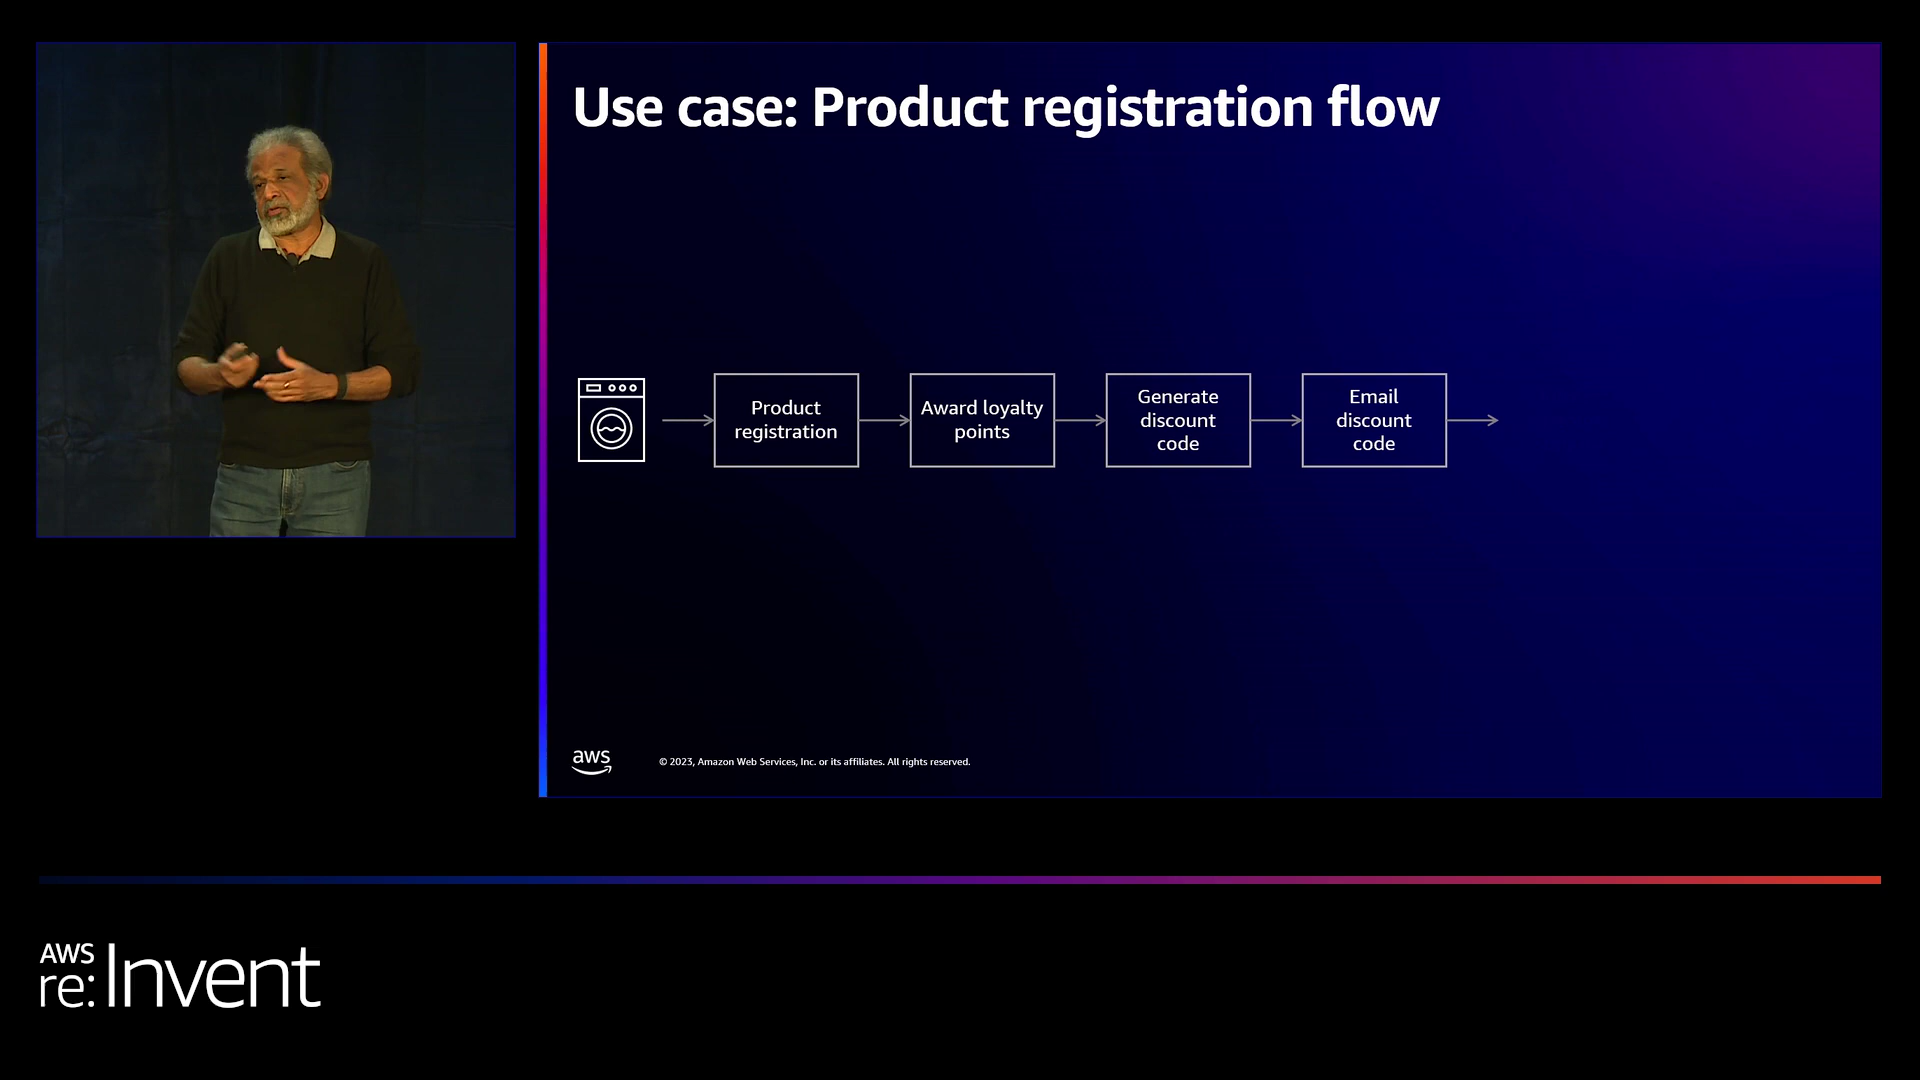 Use case: Product registration flow
Product
registration
Award loyalty
points
Generate
discount
code
Email
discount
code
aws
© 2023, Amazon Web Services, Inc. or its affiliates. All rights reserved.
AWS
re:Invent